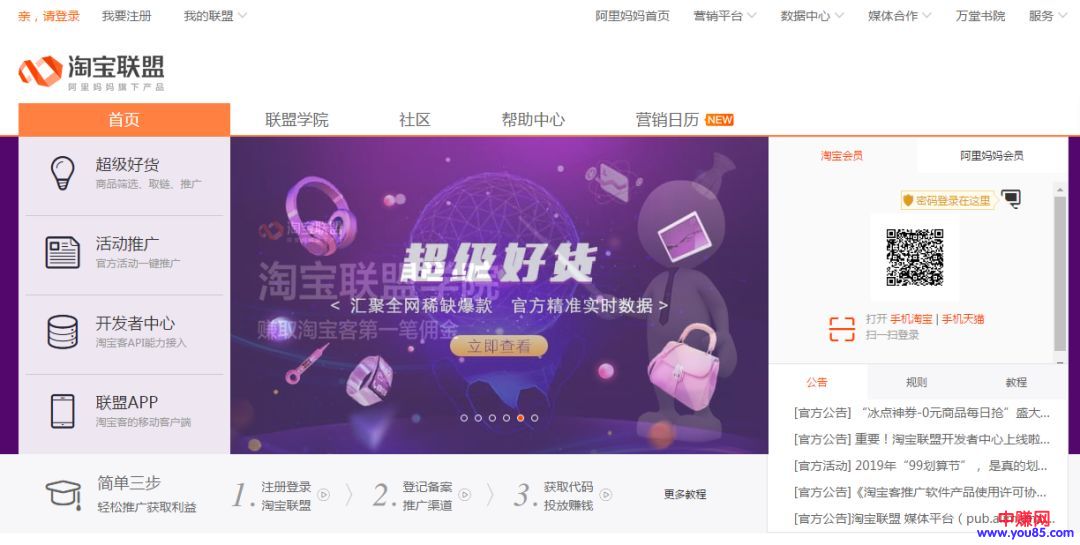 亲，请登录 我要注册 我的联盟 阿里妈妈首页 营销平台 数据中心 媒体合作 万堂书院 服务
淘宝联盟
阿里妈妈旗下产品
首页 联盟学院 社区 帮助中心 营销日历 NEW
超级好货
商品筛选、取链、推广
活动推广
官方活动一键推广
开发者中心
淘宝客API能力接入
联盟APP
淘宝客的移动客户端
淘宝联盟
淘宝联盟学院
超级好货
< 汇聚全网稀缺爆款 官方精准实时数据 >
赚取淘宝客第一笔佣金
立即查看
淘宝会员 阿里妈妈会员
密码登录在这里
打开 手机淘宝 | 手机天猫
扫一扫登录
公告 规则 教程
[官方公告] “冰点神券-0元商品每日抢”盛大...
[官方公告] 重要！淘宝联盟开发者中心上线啦...
[官方活动] 2019年“99划算节”，是真的划...
[官方公告]《淘宝客推广软件产品使用许可协...
[官方公告]淘宝联盟 媒体平台（pub.a
简单三步
轻松推广获取利益
1. 注册登录
淘宝联盟
2. 登记备案
推广渠道
3. 获取代码
投放赚钱
更多教程
中赚网
www.you85.com